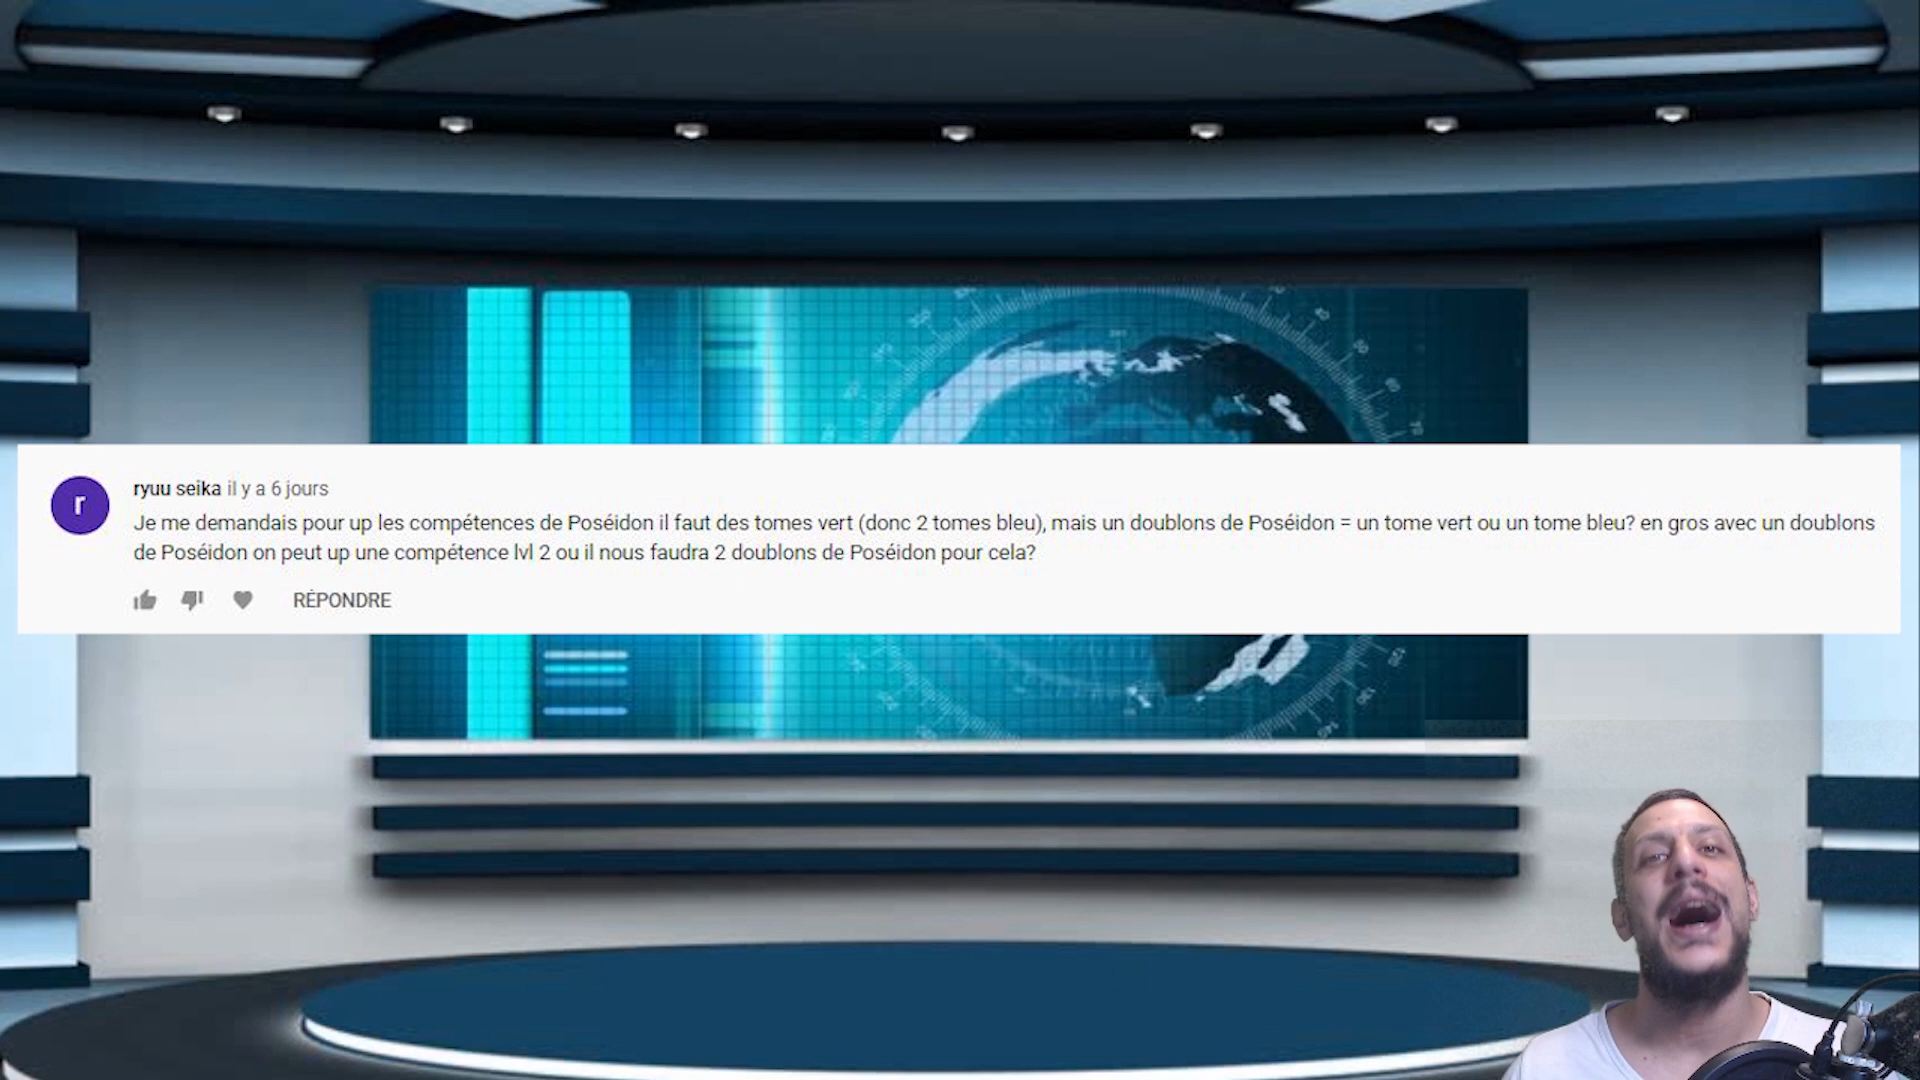 r
ryuu seika il y a 6 jours
Je me demandais pour up les compétences de Poséidon il faut des tomes vert (donc 2 tomes bleu), mais un doublons de Poséidon = un tome vert ou un tome bleu? en gros avec un doublons
de Poséidon on peut up une compétence lvl 2 ou il nous faudra 2 doublons de Poséidon pour cela?
RÉPONDRE